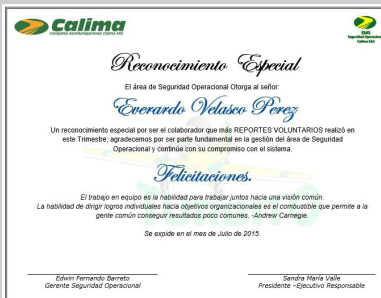 Calima
Compañía Aerofumigaciones Calima SAS
SMS
Seguridad Operacional
Calima SAS
Reconocimiento Especial
El área de Seguridad Operacional Otorga al señor:
Everardo Velasco Perez
Un reconocimiento especial por ser el colaborador que más REPORTES VOLUNTARIOS realizó en
este Trimestre; agradecemos por ser parte fundamental en la gestión del área de Seguridad
Operacional y continúe con su compromiso con el sistema.
Felicitaciones.
El trabajo en equipo es la habilidad para trabajar juntos hacia una visión común.
La habilidad de dirigir logros individuales hacia objetivos organizacionales es el combustible que permite a la
gente común conseguir resultados poco comunes. -Andrew Carnegie.
Se expide en el mes de Julio de 2015.
Edwin Fernando Barreto
Gerente Seguridad Operacional
Sandra María Valle
Presidente –Ejecutivo Responsable